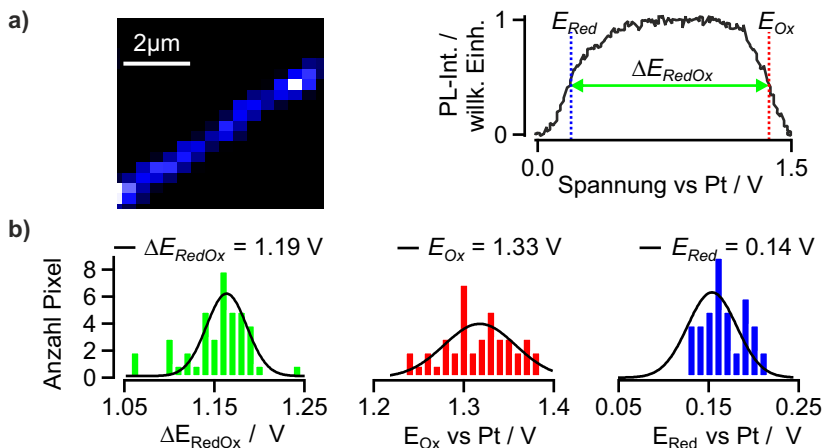 a)
2µm
E_Red
E_Ox
ΔE_RedOx
PL-Int. /
willk. Einh.
1
0
0.0
1.5
Spannung vs Pt / V
b)
ΔE_RedOx = 1.19 V
E_Ox = 1.33 V
E_Red = 0.14 V
Anzahl Pixel
8
6
4
2
0
1.05 1.15 1.25
1.2 1.3 1.4
0.05 0.15 0.25
ΔE_RedOx / V
E_Ox vs Pt / V
E_Red vs Pt / V